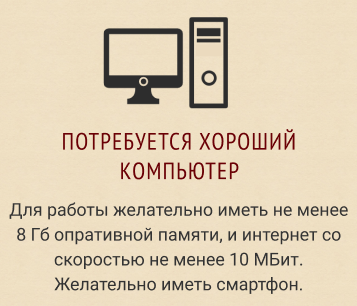 ПОТРЕБУЕТСЯ ХОРОШИЙ
КОМПЬЮТЕР
Для работы желательно иметь не менее
8 Гб опративной памяти, и интернет со
скоростью не менее 10 МБит.
Желательно иметь смартфон.